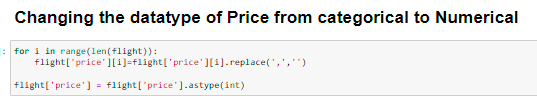 Changing the datatype of Price from categorical to Numerical
]: for i in range(len(flight)):
    flight['price'][i]=flight['price'][i].replace(',','')
flight['price'] = flight['price'].astype(int)